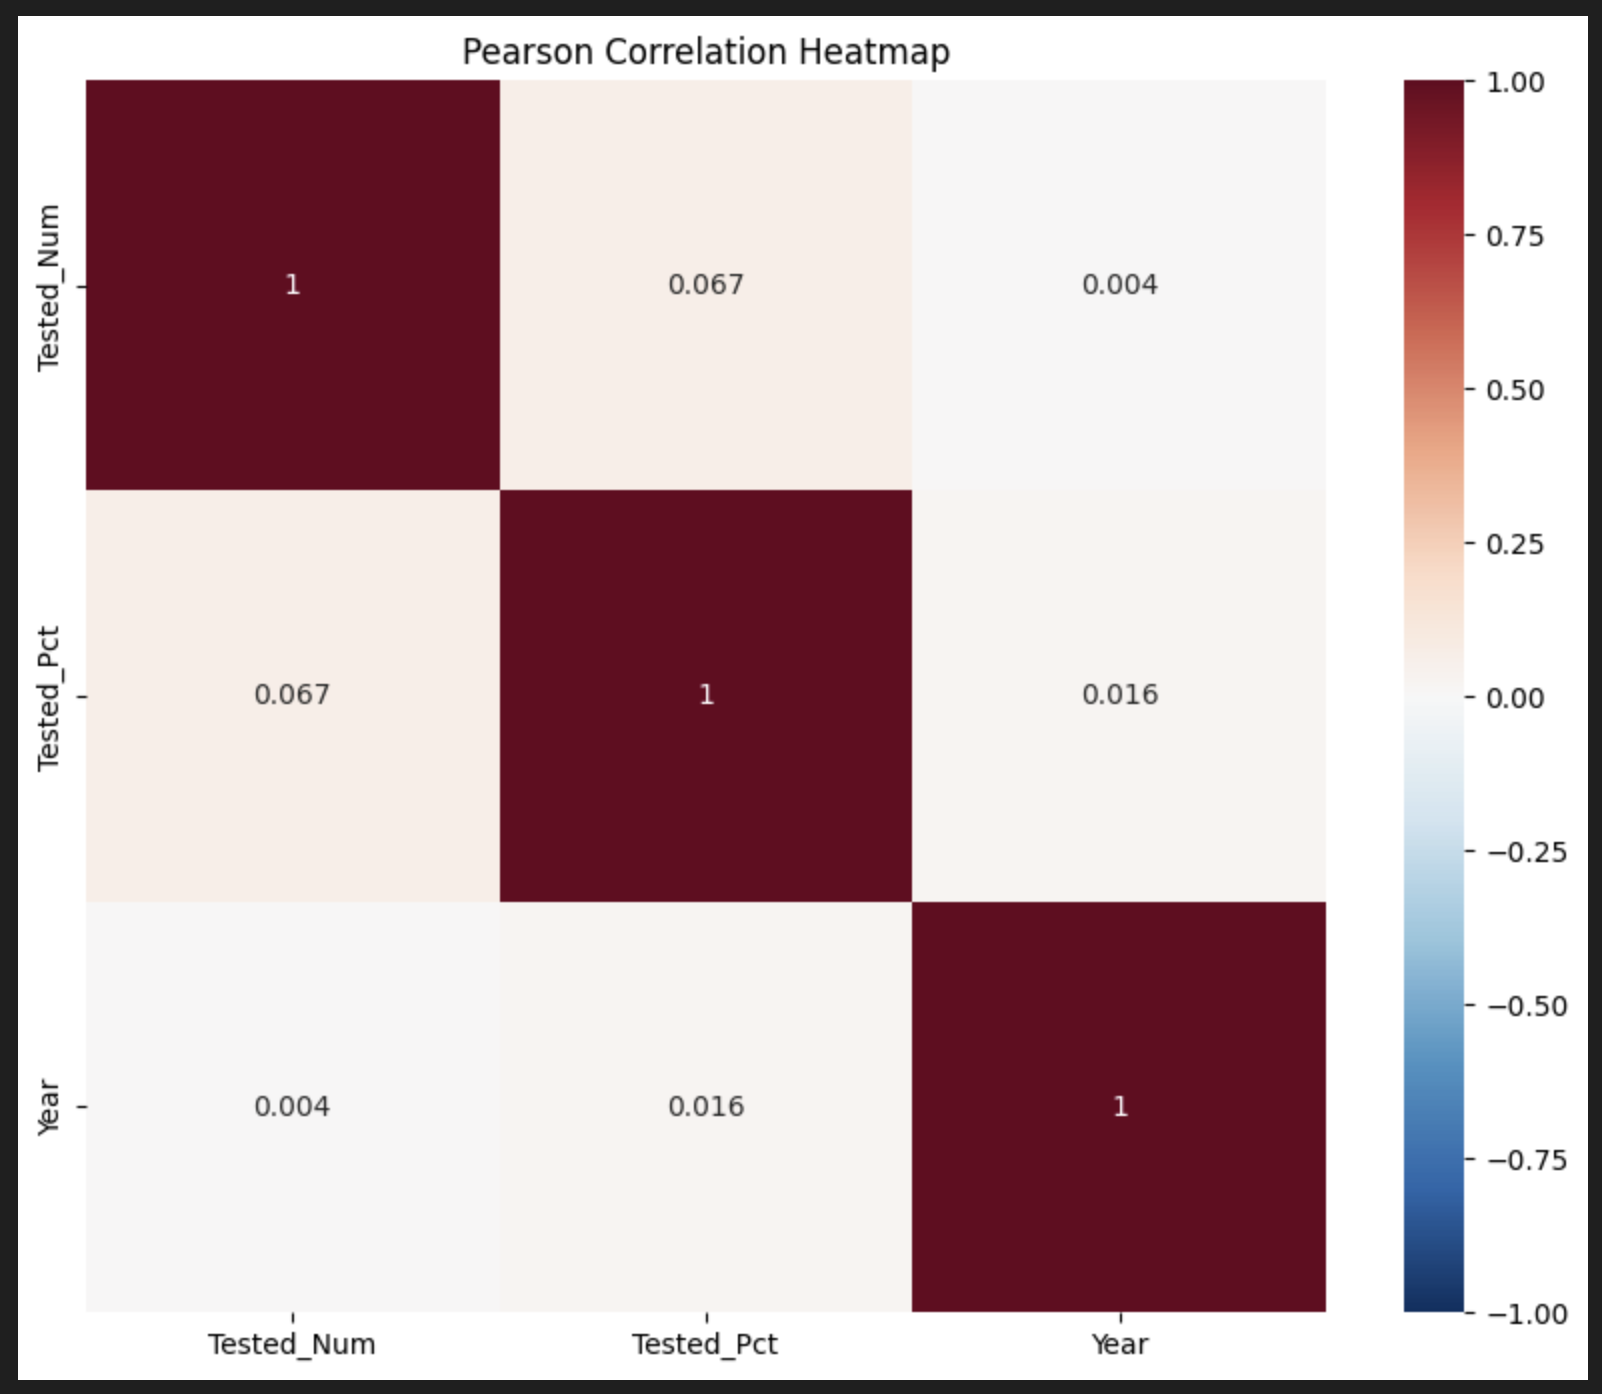 Pearson Correlation Heatmap
Tested_Num
1
0.067
0.004
Tested_Pct
0.067
1
0.016
Year
0.004
0.016
1
Tested_Num
Tested_Pct
Year
1.00
0.75
0.50
0.25
0.00
−0.25
−0.50
−0.75
−1.00